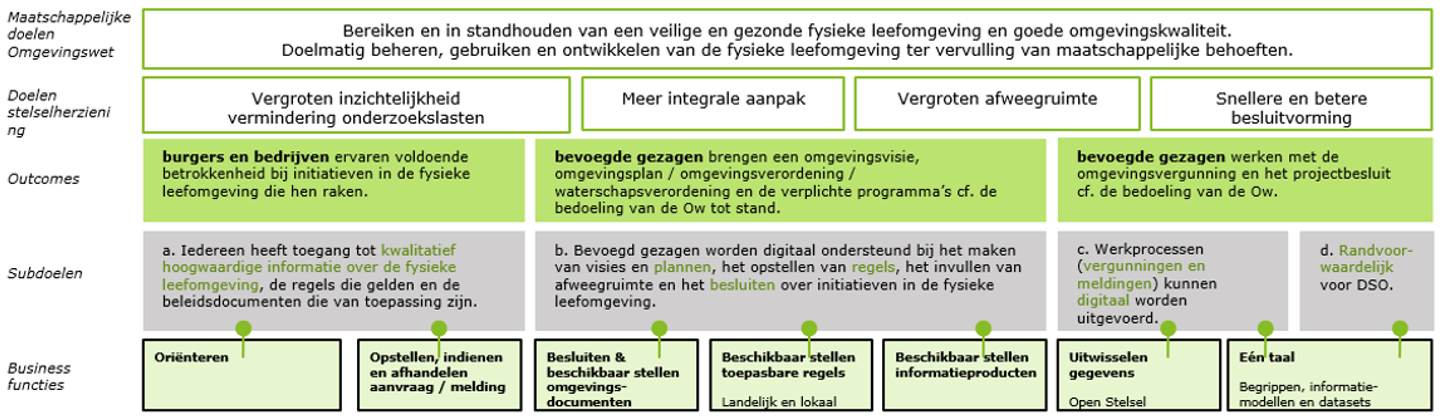 Maatschappelijke
doelen
Omgevingswet
Bereiken en in standhouden van een veilige en gezonde fysieke leefomgeving en goede omgevingskwaliteit.
Doelmatig beheren, gebruiken en ontwikkelen van de fysieke leefomgeving ter vervulling van maatschappelijke behoeften.
Doelen
stelselherzieni
ng
Vergroten inzichtelijkheid
vermindering onderzoekslasten
Meer integrale aanpak
Vergroten afweegruimte
Snellere en betere
besluitvorming
Outcomes
burgers en bedrijven ervaren voldoende
betrokkenheid bij initiatieven in de fysieke
leefomgeving die hen raken.
bevoegde gezagen brengen een omgevingsvisie,
omgevingsplan / omgevingsverordening /
waterschapsverordening en de verplichte programma's cf. de
bedoeling van de Ow tot stand.
bevoegde gezagen werken met de
omgevingsvergunning en het projectbesluit
cf. de bedoeling van de Ow.
Subdoelen
a. Iedereen heeft toegang tot kwalitatief
hoogwaardige informatie over de fysieke
leefomgeving, de regels die gelden en de
beleidsdocumenten die van toepassing zijn.
b. Bevoegd gezagen worden digitaal ondersteund bij het maken
van visies en plannen, het opstellen van regels, het invullen van
afweegruimte en het besluiten over initiatieven in de fysieke
leefomgeving.
c. Werkprocessen
(vergunningen en
meldingen) kunnen
digitaal worden
uitgevoerd.
d. Randvoor-
waardelijk
voor DSO.
Business
functies
Oriënteren
Opstellen, indienen
en afhandelen
aanvraag / melding
Besluiten &
beschikbaar stellen
omgevings-
documenten
Beschikbaar stellen
toepasbare regels
Landelijk en lokaal
Beschikbaar stellen
informatieproducten
Uitwisselen
gegevens
Open Stelsel
Eén taal
Begrippen, informatie-
modellen en datasets